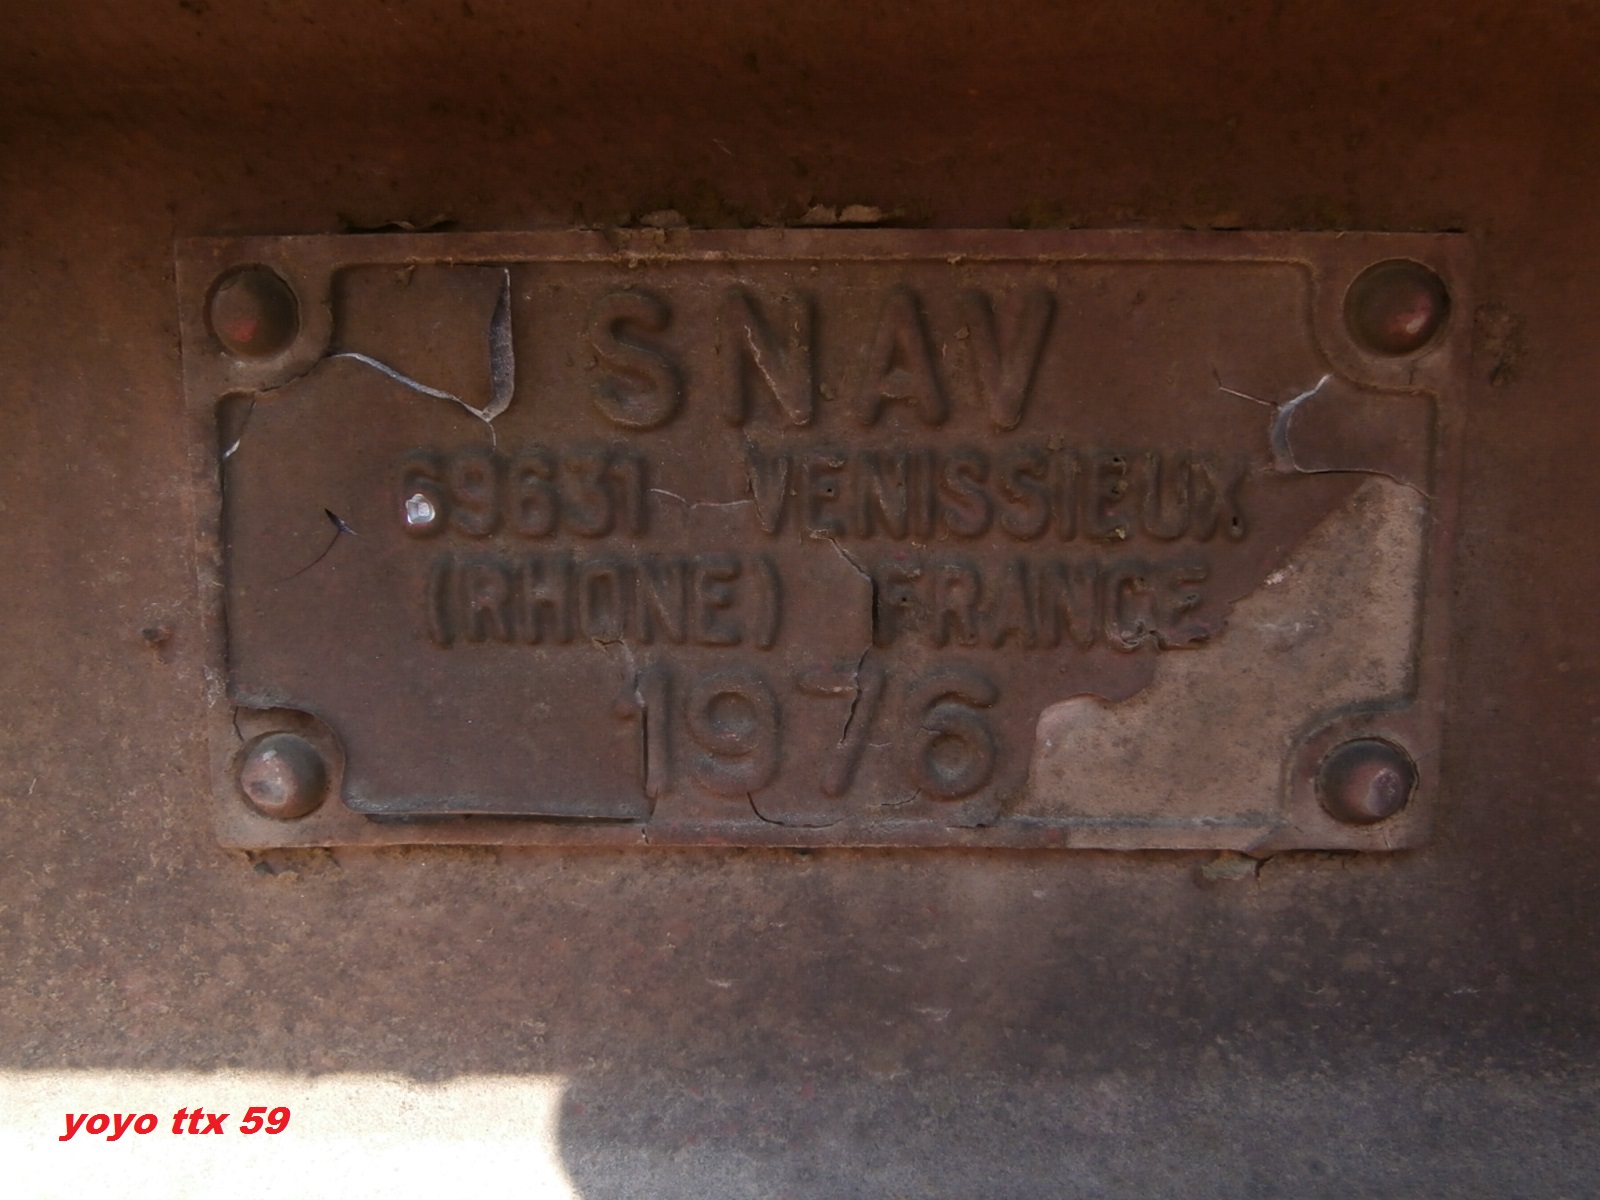 SNAV
69631 VENISSIEUX
(RHONE) FRANCE
1976
yoyo ttx 59